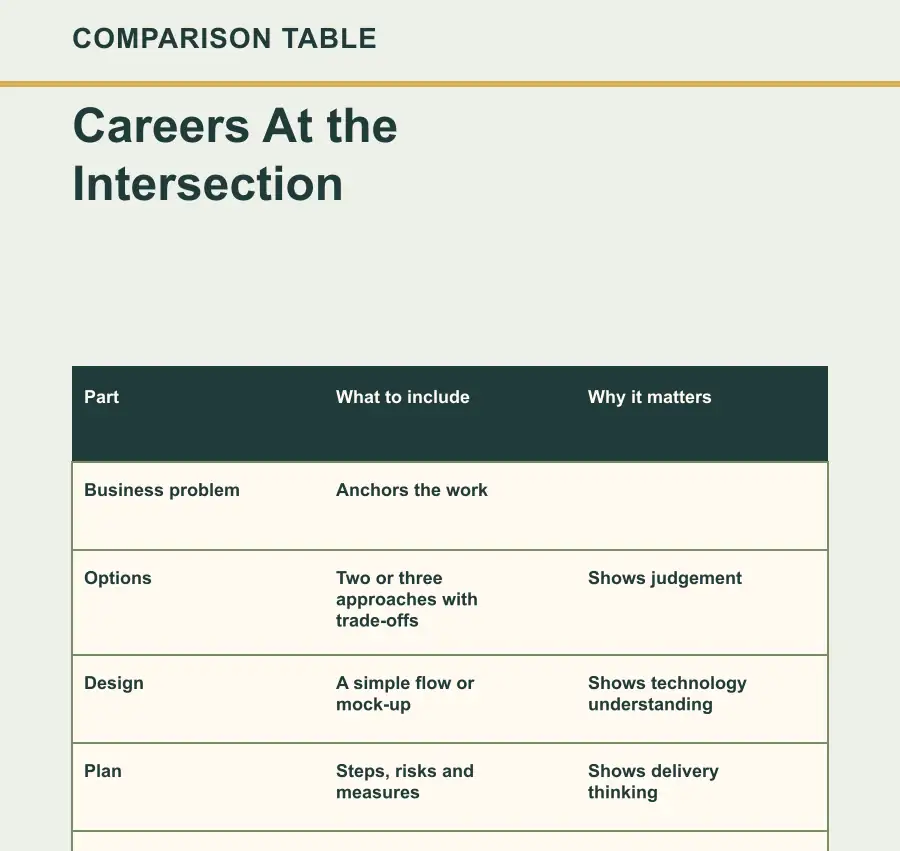 COMPARISON TABLE
Careers At the
Intersection
Part What to include Why it matters
Business problem Anchors the work
Options Two or three Shows judgement
approaches with
trade-offs
Design A simple flow or Shows technology
mock-up understanding
Plan Steps, risks and Shows delivery
measures thinking